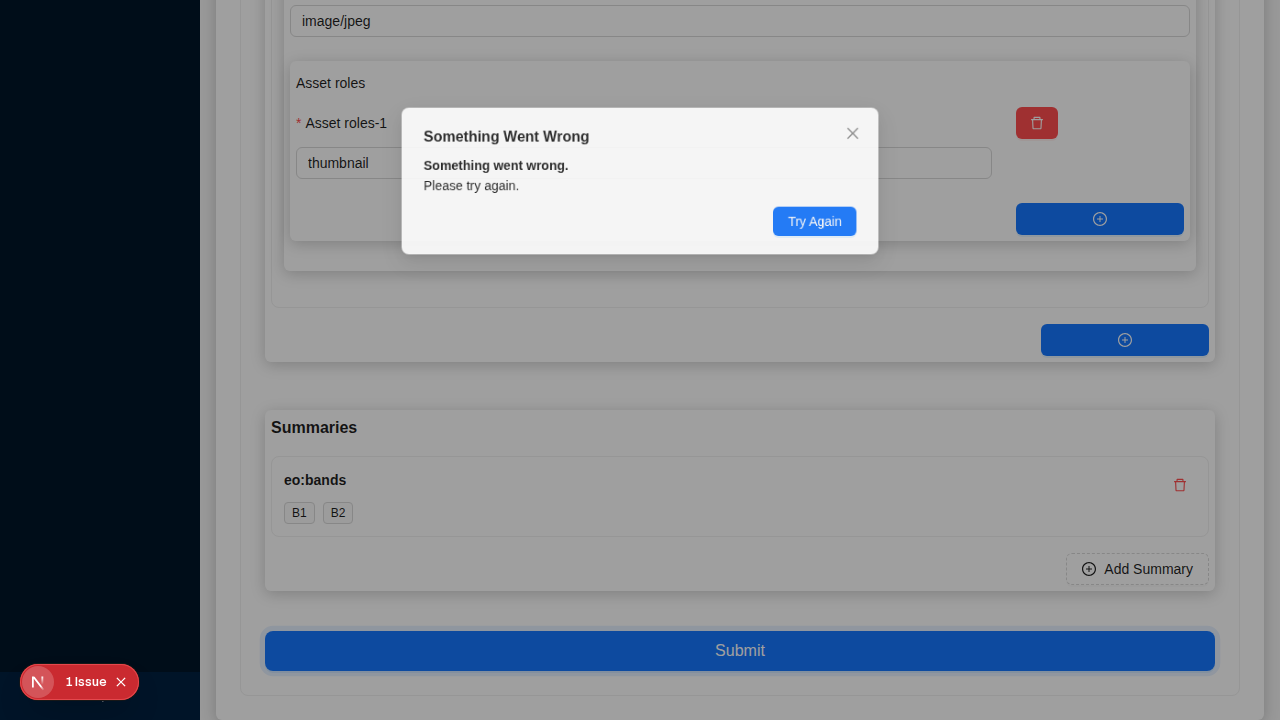 image/jpeg
Asset roles
* Asset roles-1
thumbnail
Something Went Wrong
Something went wrong.
Please try again.
Try Again
Summaries
eo:bands
B1 B2
Add Summary
Submit
N 1 Issue